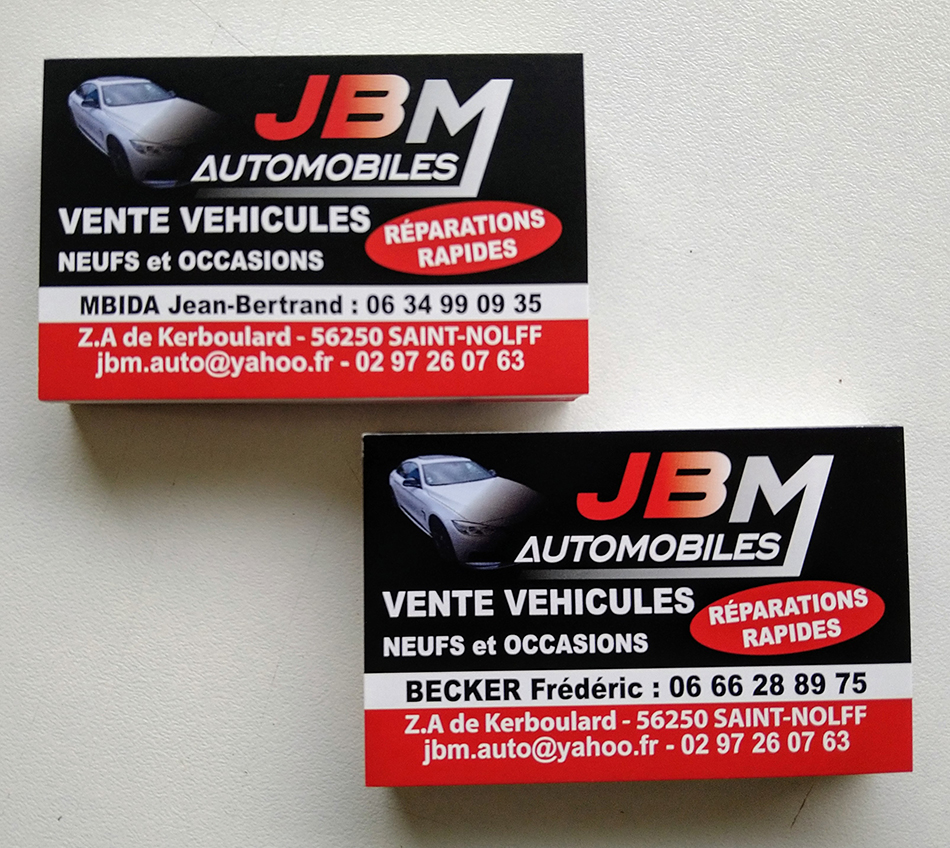 JBM
AUTOMOBILES
VENTE VEHICULES
NEUFS et OCCASIONS
RÉPARATIONS
RAPIDES
MBIDA Jean-Bertrand : 06 34 99 09 35
Z.A de Kerboulard - 56250 SAINT-NOLFF
jbm.auto@yahoo.fr - 02 97 26 07 63
JBM
AUTOMOBILES
VENTE VEHICULES
NEUFS et OCCASIONS
RÉPARATIONS
RAPIDES
BECKER Frédéric : 06 66 28 89 75
Z.A de Kerboulard - 56250 SAINT-NOLFF
jbm.auto@yahoo.fr - 02 97 26 07 63